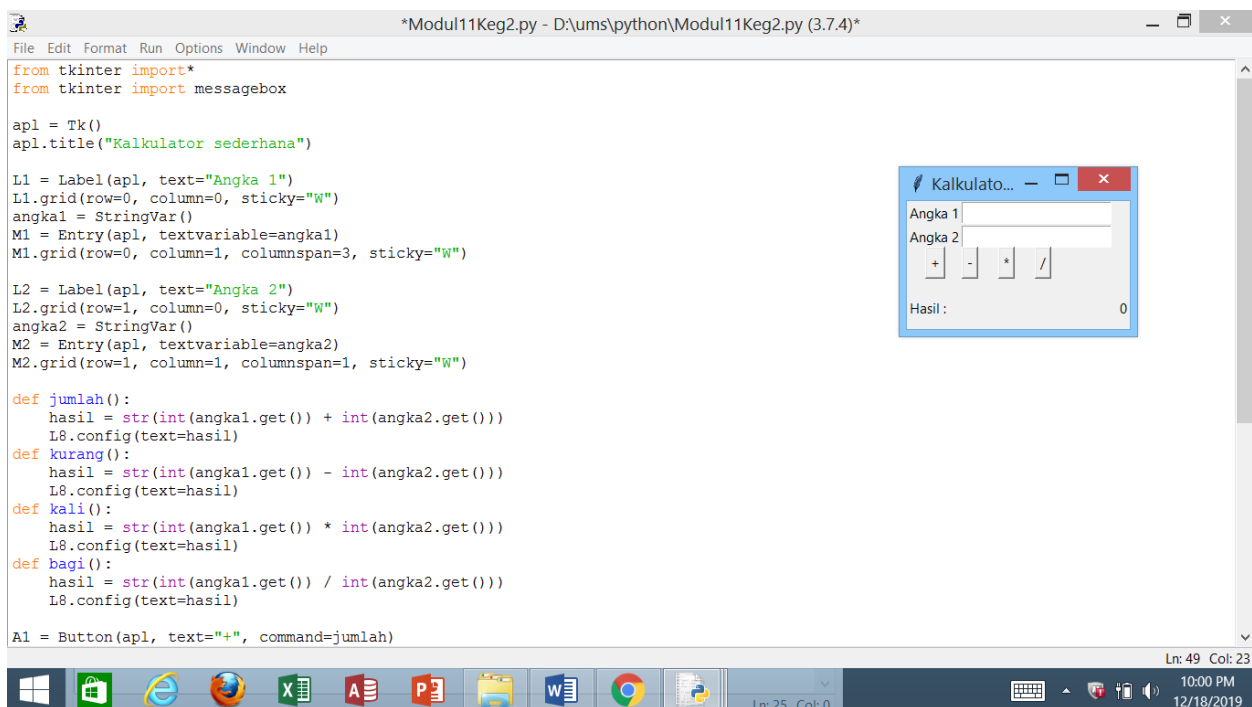 *Modul11Keg2.py - D:\ums\python\Modul11Keg2.py (3.7.4)*
File Edit Format Run Options Window Help
from tkinter import*
from tkinter import messagebox
apl = Tk()
apl.title("Kalkulator sederhana")
L1 = Label(apl, text="Angka 1")
L1.grid(row=0, column=0, sticky="W")
angka1 = StringVar()
M1 = Entry(apl, textvariable=angka1)
M1.grid(row=0, column=1, columnspan=3, sticky="W")
L2 = Label(apl, text="Angka 2")
L2.grid(row=1, column=0, sticky="W")
angka2 = StringVar()
M2 = Entry(apl, textvariable=angka2)
M2.grid(row=1, column=1, columnspan=1, sticky="W")
def jumlah():
    hasil = str(int(angka1.get()) + int(angka2.get()))
    L8.config(text=hasil)
def kurang():
    hasil = str(int(angka1.get()) - int(angka2.get()))
    L8.config(text=hasil)
def kali():
    hasil = str(int(angka1.get()) * int(angka2.get()))
    L8.config(text=hasil)
def bagi():
    hasil = str(int(angka1.get()) / int(angka2.get()))
    L8.config(text=hasil)
A1 = Button(apl, text="+", command=jumlah)
Kalkulato...
Angka 1
Angka 2
+ - * /
Hasil : 0
Ln: 49 Col: 23
Ln: 25 Col: 0
10:00 PM
12/18/2019